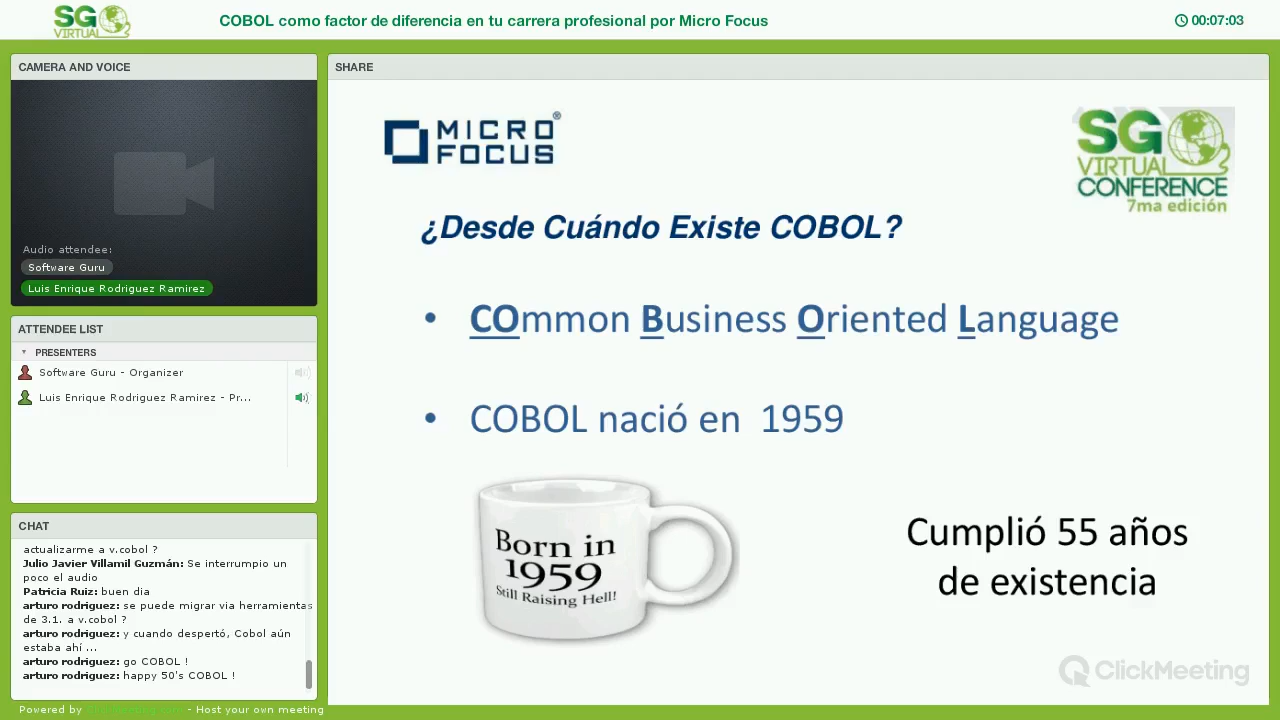 SG
VIRTUAL
COBOL como factor de diferencia en tu carrera profesional por Micro Focus
00:07:03
CAMERA AND VOICE
Audio attendee:
Software Guru
Luis Enrique Rodriguez Ramirez
ATTENDEE LIST
PRESENTERS
Software Guru - Organizer
Luis Enrique Rodriguez Ramirez - Pr...
CHAT
actualizarme a v.cobol ?
Julio Javier Villamil Guzmán: Se interrumpio un
poco el audio
Patricia Ruiz: buen dia
arturo rodriguez: se puede migrar via herramientas
de 3.1. a v.cobol ?
arturo rodriguez: y cuando despertó, Cobol aún
estaba ahí ...
arturo rodriguez: go COBOL !
arturo rodriguez: happy 50's COBOL !
Powered by ClickMeeting.com - Host your own meeting
SHARE
MICRO
FOCUS®
SG
VIRTUAL
CONFERENCE
7ma edición
¿Desde Cuándo Existe COBOL?
• COmmon Business Oriented Language
• COBOL nació en 1959
Born in
1959
Still Raising Hell!
Cumplió 55 años
de existencia
ClickMeeting